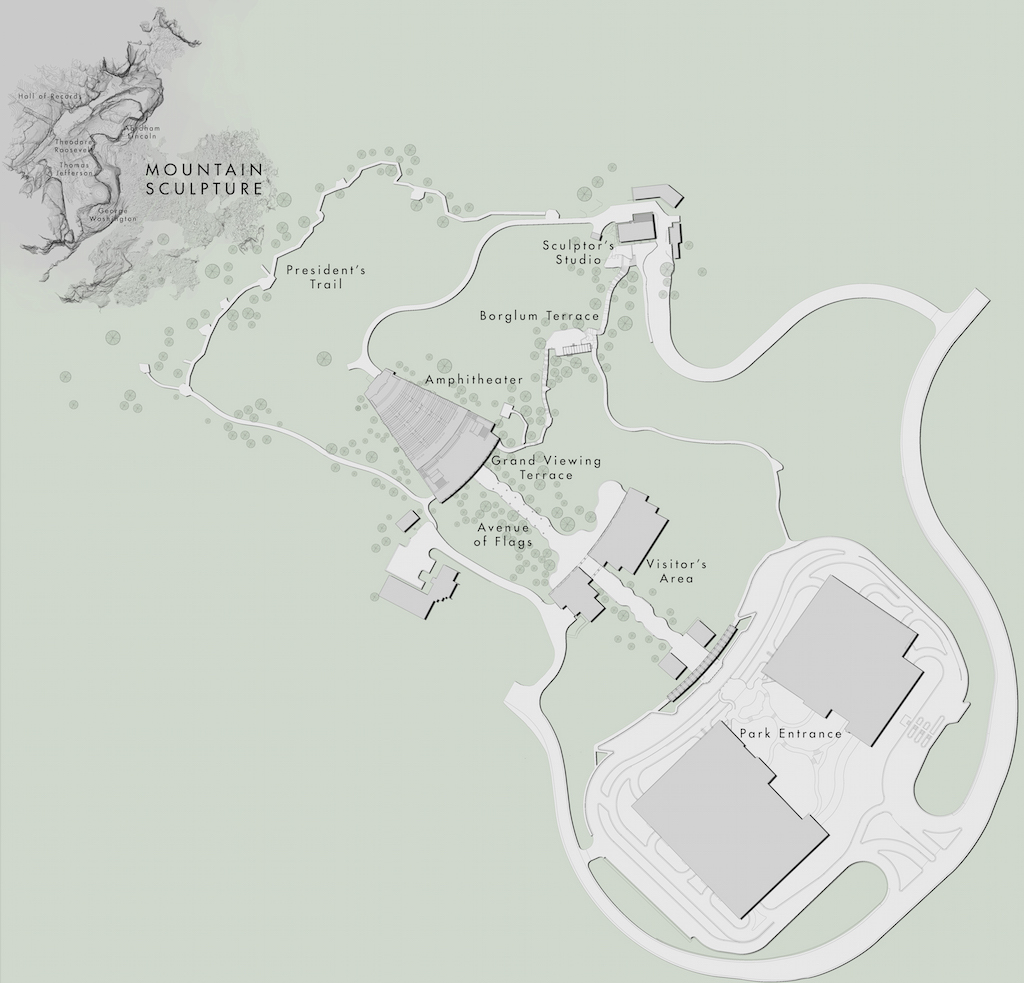 Hall of Records
Abraham
Lincoln
Theodore
Roosevelt
Thomas
Jefferson
George
Washington
MOUNTAIN
SCULPTURE
President's
Trail
Sculptor's
Studio
Borglum Terrace
Amphitheater
Grand Viewing
Terrace
Avenue
of Flags
Visitor's
Area
Park Entrance